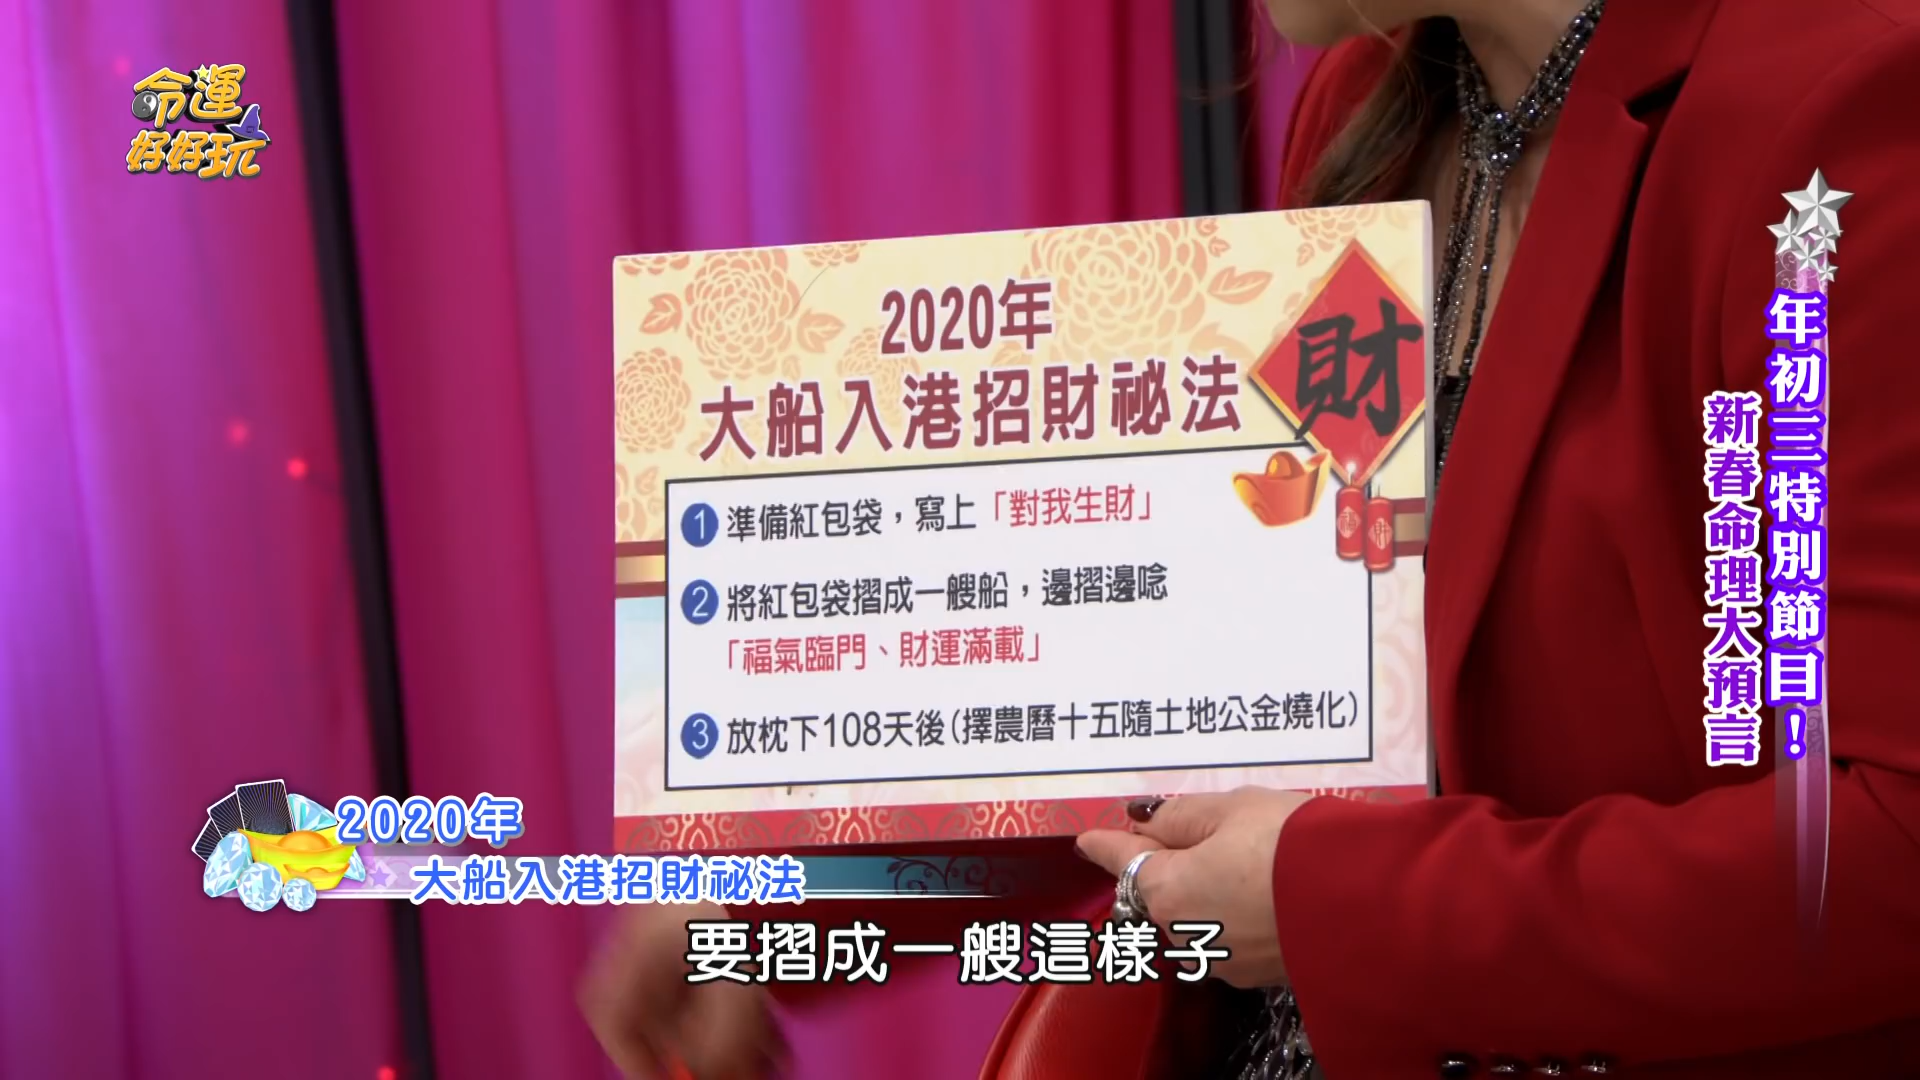 命運
好好玩
年初三特別節目！
新春命理大預言
2020年
大船入港招財祕法
財
1 準備紅包袋，寫上「對我生財」
2 將紅包袋摺成一艘船，邊摺邊唸
「福氣臨門、財運滿載」
3 放枕下108天後(擇農曆十五隨土地公金燒化)
福
財
2020年
大船入港招財祕法
要摺成一艘這樣子